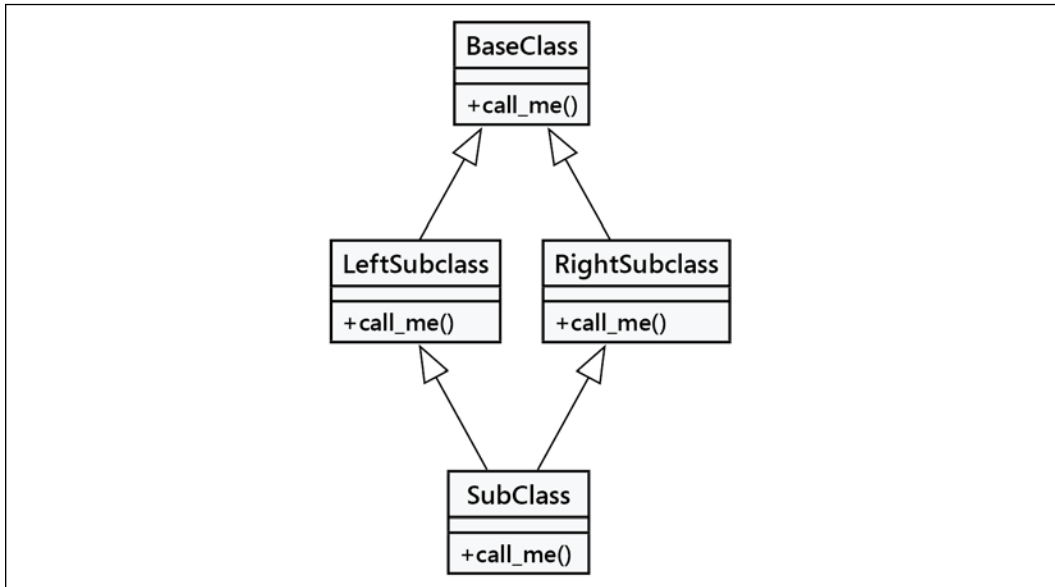 BaseClass
+call_me()
LeftSubclass
RightSubclass
+call_me()
+call_me()
SubClass
+call_me()